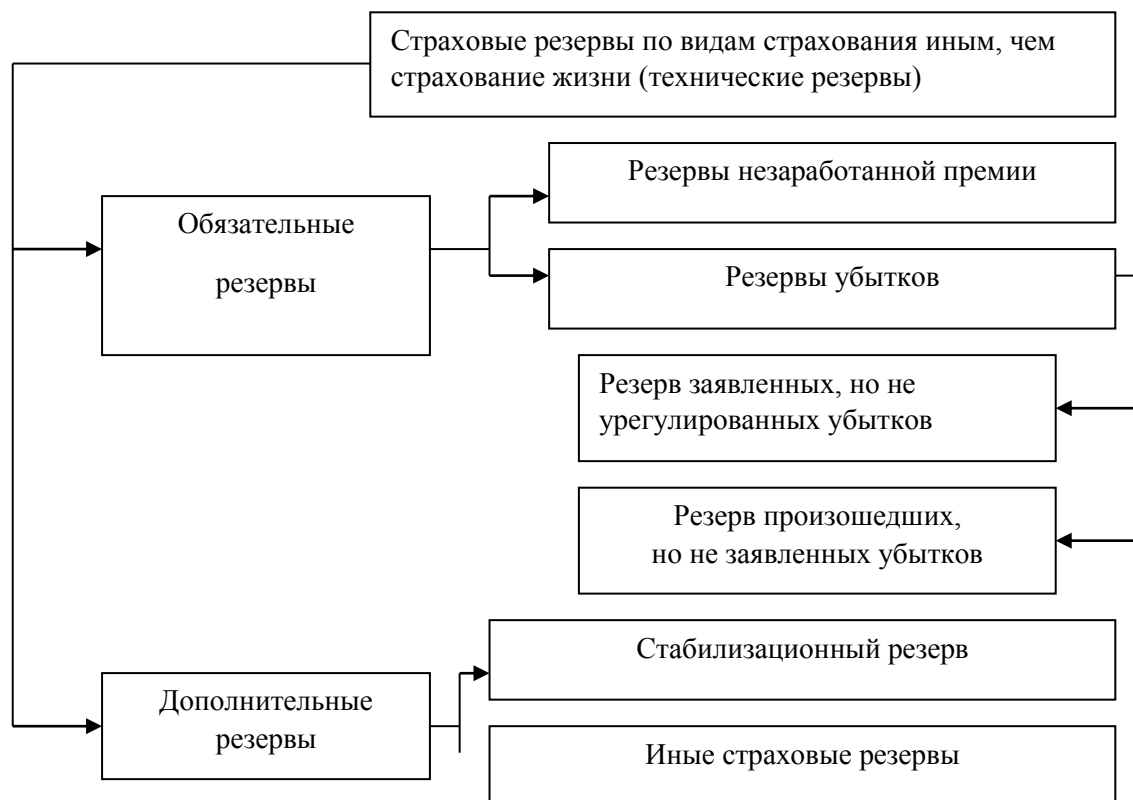 Страховые резервы по видам страхования иным, чем
страхование жизни (технические резервы)
Резервы незаработанной премии
Обязательные
резервы
Резервы убытков
Резерв заявленных, но не
урегулированных убытков
Резерв произошедших,
но не заявленных убытков
Стабилизационный резерв
Дополнительные
резервы
Иные страховые резервы